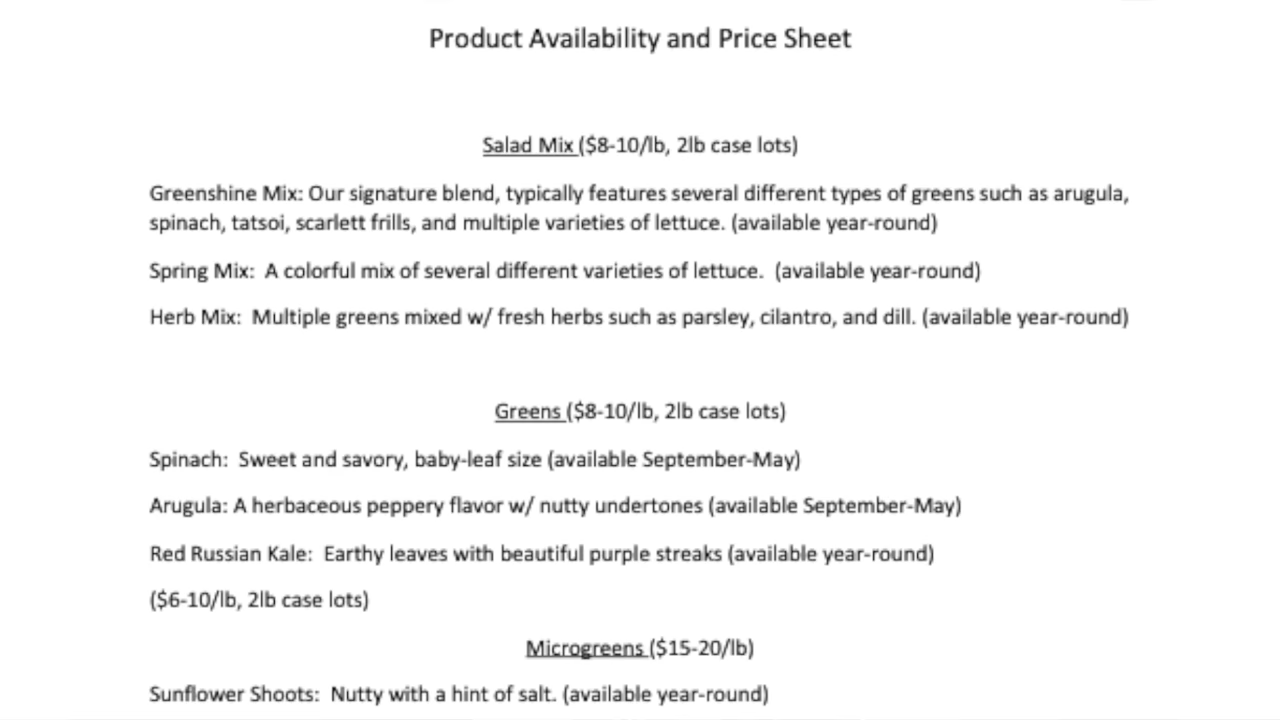 Product Availability and Price Sheet
Salad Mix ($8-10/lb, 2lb case lots)
Greenshine Mix: Our signature blend, typically features several different types of greens such as arugula,
spinach, tatsoi, scarlett frills, and multiple varieties of lettuce. (available year-round)
Spring Mix:  A colorful mix of several different varieties of lettuce.  (available year-round)
Herb Mix:  Multiple greens mixed w/ fresh herbs such as parsley, cilantro, and dill. (available year-round)
Greens ($8-10/lb, 2lb case lots)
Spinach:  Sweet and savory, baby-leaf size (available September-May)
Arugula: A herbaceous peppery flavor w/ nutty undertones (available September-May)
Red Russian Kale:  Earthy leaves with beautiful purple streaks (available year-round)
($6-10/lb, 2lb case lots)
Microgreens ($15-20/lb)
Sunflower Shoots:  Nutty with a hint of salt. (available year-round)